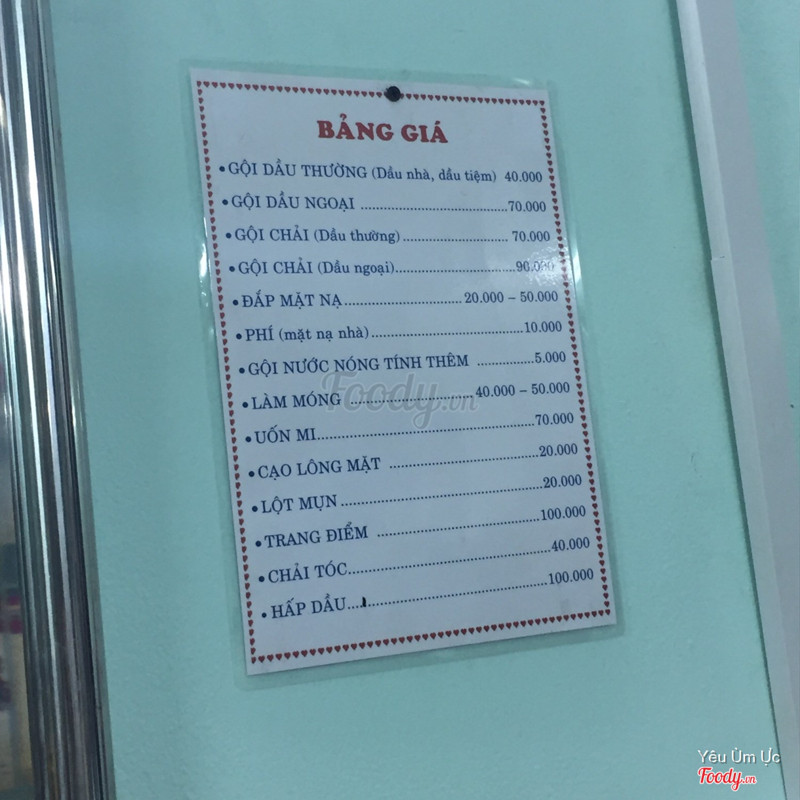 BẢNG GIÁ
• GỘI DẦU THƯỜNG (Dầu nhà, dầu tiệm) 40.000
• GỘI DẦU NGOẠI ........................................ 70.000
• GỘI CHẢI (Dầu thường) ............................ 70.000
• GỘI CHẢI (Dầu ngoại) ............................... 90.000
• ĐẮP MẶT NẠ .............................. 20.000 – 50.000
• PHÍ (mặt nạ nhà) ........................................ 10.000
• GỘI NƯỚC NÓNG TÍNH THÊM ................. 5.000
• LÀM MÓNG ................................ 40.000 – 50.000
• UỐN MI ...................................................... 70.000
• CẠO LÔNG MẶT ....................................... 20.000
• LỘT MỤN ................................................... 20.000
• TRANG ĐIỂM .......................................... 100.000
• CHẢI TÓC .................................................. 40.000
• HẤP DẦU .................................................. 100.000
Foody.vn
Yêu Ùm Ực
Foody.vn